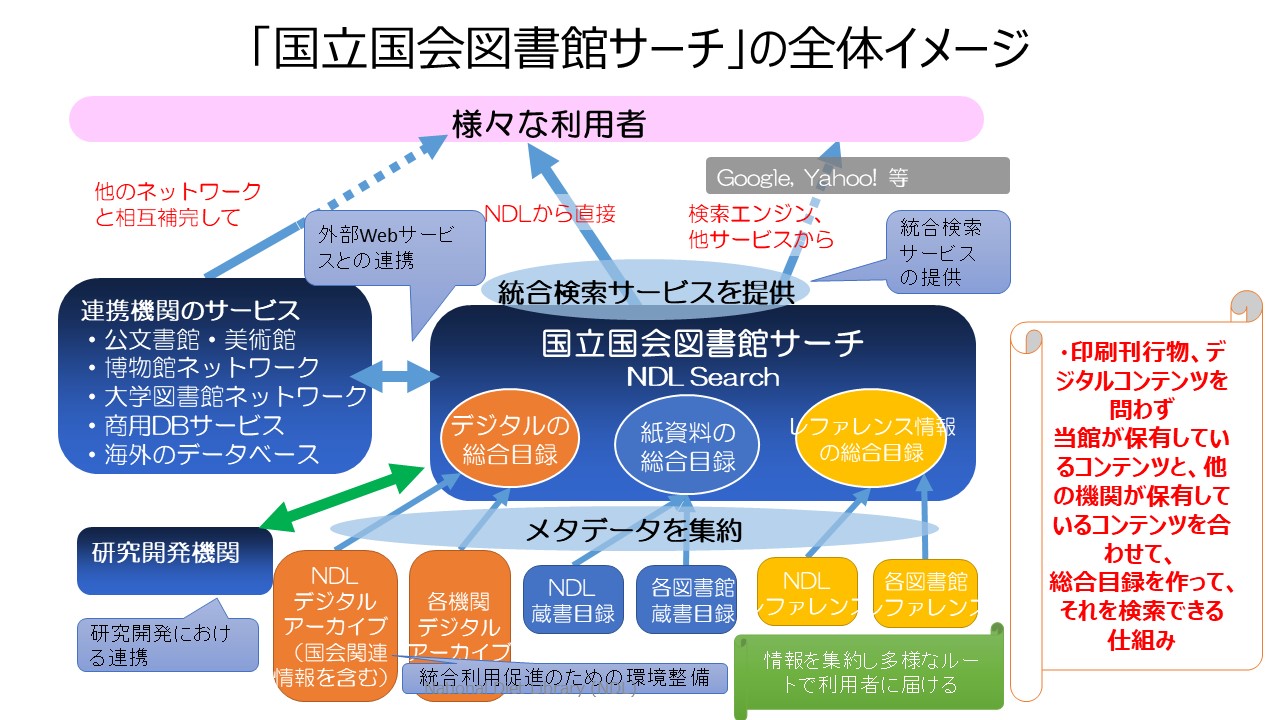 「国立国会図書館サーチ」の全体イメージ
様々な利用者
Google, Yahoo! 等
他のネットワーク
と相互補完して
NDLから直接
検索エンジン、
他サービスから
外部Webサービ
スとの連携
統合検索
サービス
の提供
統合検索サービスを提供
連携機関のサービス
・公文書館・美術館
・博物館ネットワーク
・大学図書館ネットワーク
・商用DBサービス
・海外のデータベース
国立国会図書館サーチ
NDL Search
デジタルの
総合目録
紙資料の
総合目録
レファレンス情報
の総合目録
・印刷刊行物、デ
ジタルコンテンツを
問わず
当館が保有してい
るコンテンツと、他
の機関が保有して
いるコンテンツを合
わせて、
総合目録を作って、
それを検索できる
仕組み
メタデータを集約
研究開発機関
研究開発におけ
る連携
NDL
デジタル
アーカイブ
（国会関連
情報を含む）
各機関
デジタル
アーカイブ
NDL
蔵書目録
各図書館
蔵書目録
NDL
レファレンス
各図書館
レファレンス
統合利用促進のための環境整備
National Diet Library (NDL)
情報を集約し多様なルー
トで利用者に届ける